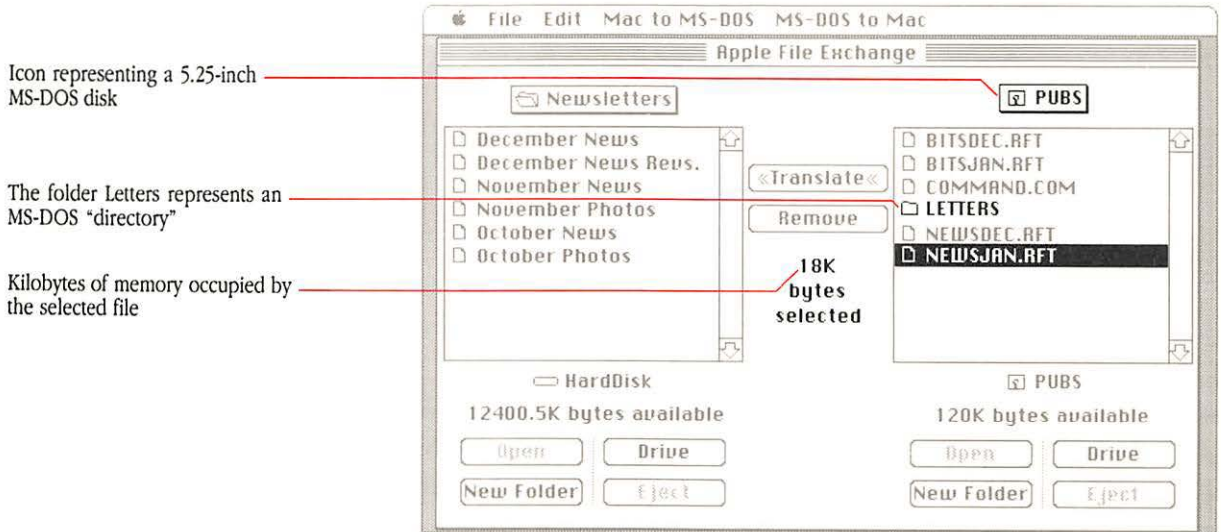 File Edit Mac to MS-DOS MS-DOS to Mac
Apple File Exchange
Icon representing a 5.25-inch
MS-DOS disk
The folder Letters represents an
MS-DOS “directory”
Kilobytes of memory occupied by
the selected file
Newsletters
December News
December News Revs.
November News
November Photos
October News
October Photos
«Translate«
Remove
18K
bytes
selected
PUBS
BITSDEC.RFT
BITSJAN.RFT
COMMAND.COM
LETTERS
NEWSDEC.RFT
NEWSJAN.RFT
HardDisk
12400.5K bytes available
Open Drive
New Folder Eject
PUBS
120K bytes available
Open Drive
New Folder Eject